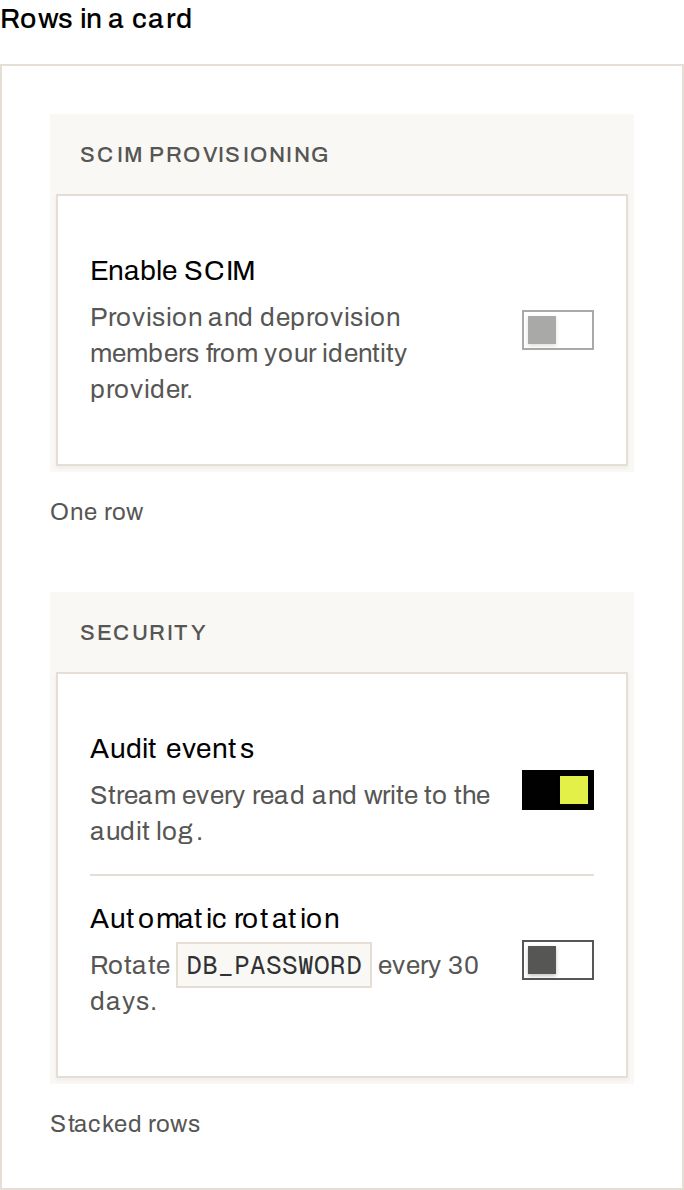 Rows in a card
SCIM PROVISIONING
Enable SCIM
Provision and deprovision
members from your identity
provider.
One row
SECURITY
Audit events
Stream every read and write to the
audit log.
Automatic rotation
Rotate DB_PASSWORD every 30
days.
Stacked rows